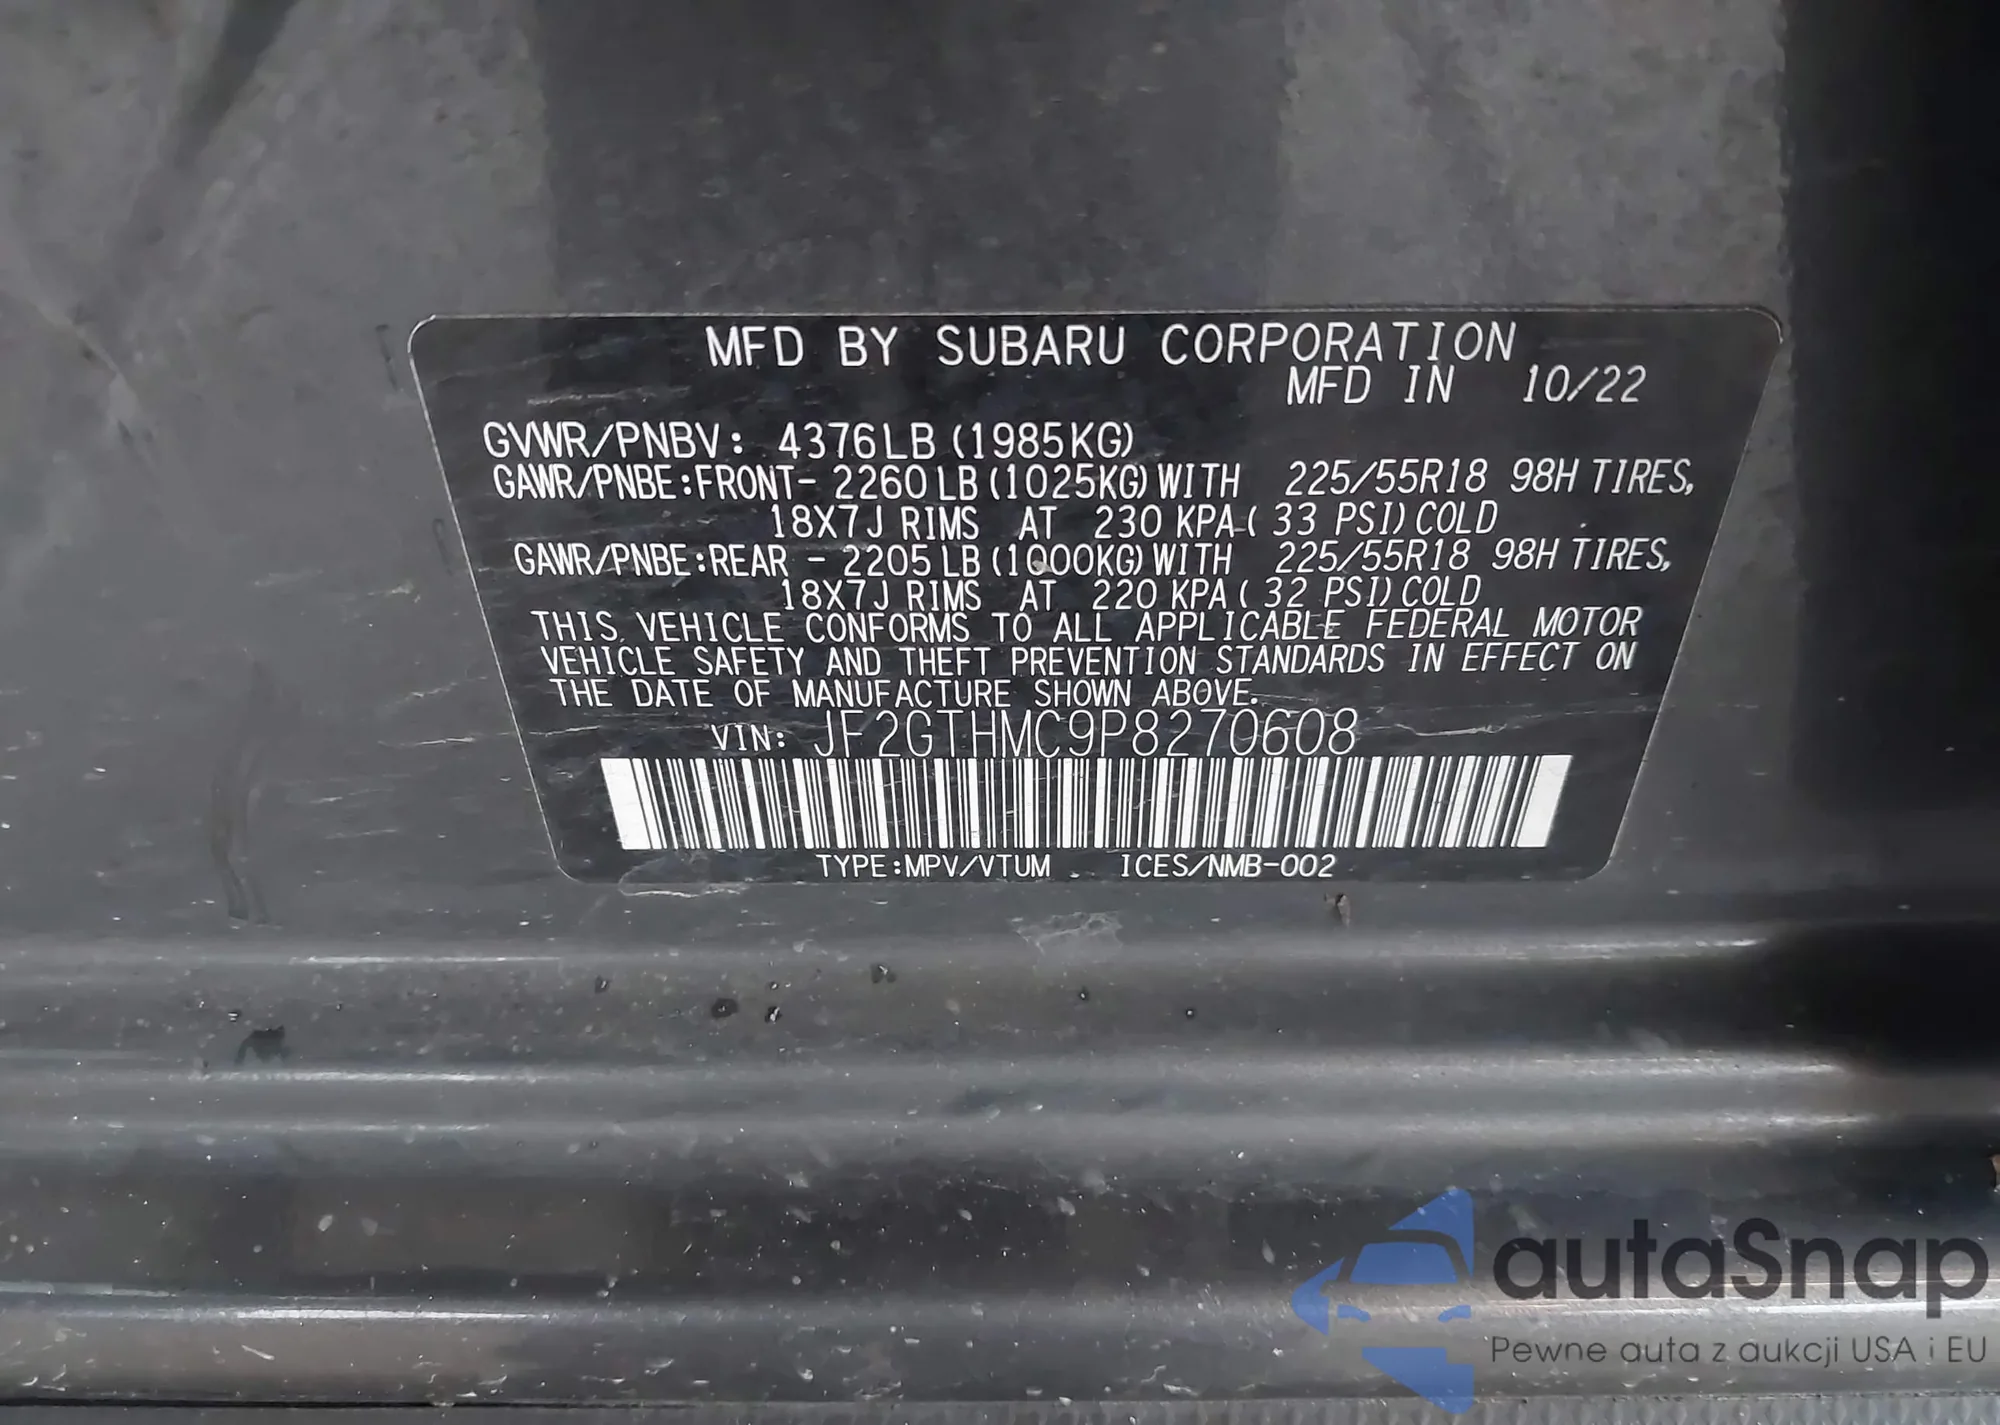 MFD BY SUBARU CORPORATION
MFD IN 10/22
GVWR/PNBV: 4376LB (1985KG)
GAWR/PNBE:FRONT- 2260 LB (1025KG) WITH 225/55R18 98H TIRES,
18X7J RIMS AT 230 KPA ( 33 PSI) COLD
GAWR/PNBE:REAR - 2205 LB (1000KG) WITH 225/55R18 98H TIRES,
18X7J RIMS AT 220 KPA ( 32 PSI) COLD
THIS VEHICLE CONFORMS TO ALL APPLICABLE FEDERAL MOTOR
VEHICLE SAFETY AND THEFT PREVENTION STANDARDS IN EFFECT ON
THE DATE OF MANUFACTURE SHOWN ABOVE.
VIN: JF2GTHMC9P8270608
TYPE:MPV/VTUM ICES/NMB-002
autaSnap
Pewne auta z aukcji USA i EU